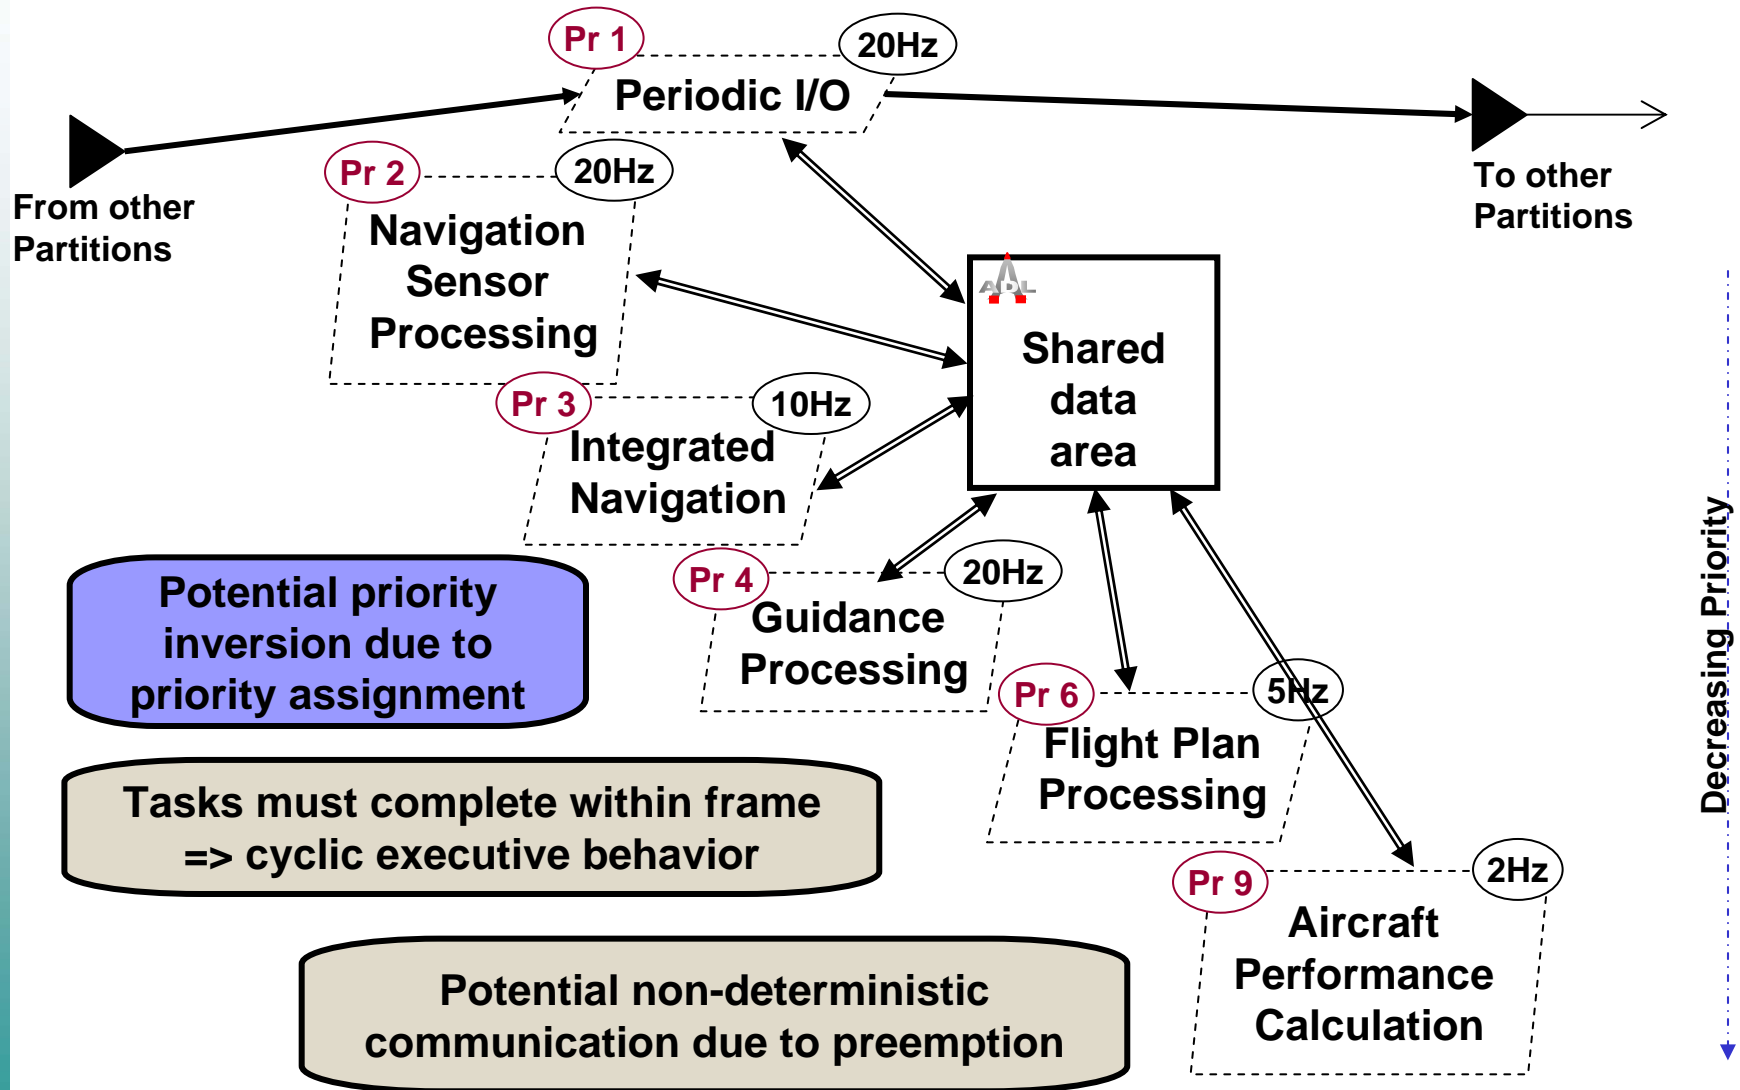 Pr 1
20Hz
Periodic I/O
From other
Partitions
To other
Partitions
Pr 2
20Hz
Navigation
Sensor
Processing
ADL
Shared
data
area
Pr 3
10Hz
Integrated
Navigation
Pr 4
20Hz
Guidance
Processing
Potential priority
inversion due to
priority assignment
Pr 6
5Hz
Flight Plan
Processing
Decreasing Priority
Tasks must complete within frame
=> cyclic executive behavior
Pr 9
2Hz
Aircraft
Performance
Calculation
Potential non-deterministic
communication due to preemption